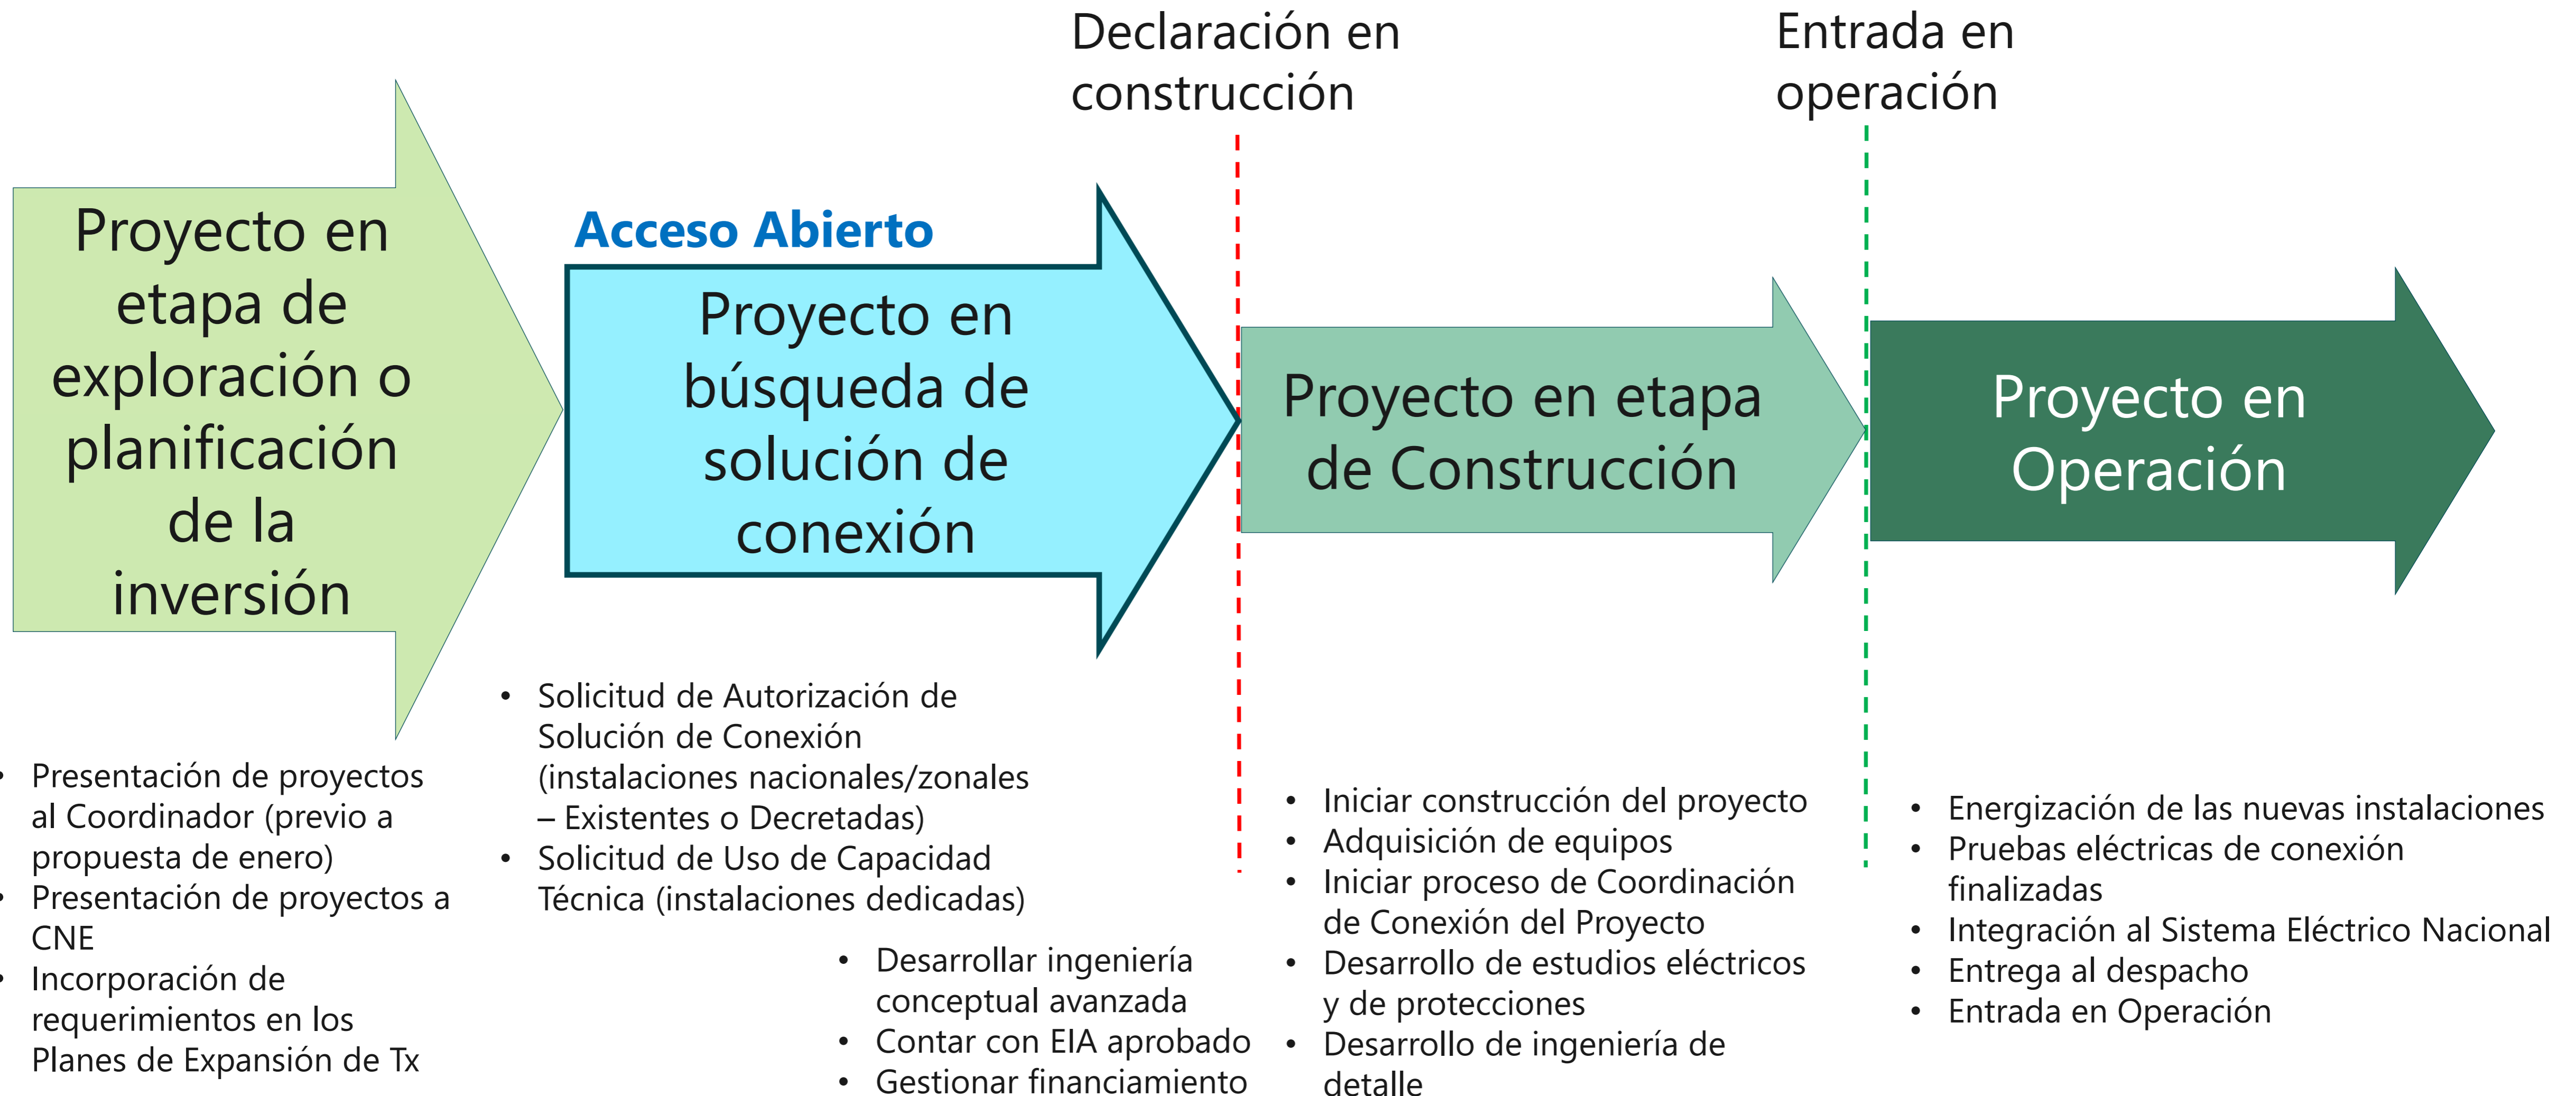 Declaración en
construcción
Entrada en
operación
Proyecto en
etapa de
exploración o
planificación
de la
inversión
Acceso Abierto
Proyecto en
búsqueda de
solución de
conexión
Proyecto en etapa
de Construcción
Proyecto en
Operación
• Presentación de proyectos
al Coordinador (previo a
propuesta de enero)
• Presentación de proyectos a
CNE
• Incorporación de
requerimientos en los
Planes de Expansión de Tx
• Solicitud de Autorización de
Solución de Conexión
(instalaciones nacionales/zonales
– Existentes o Decretadas)
• Solicitud de Uso de Capacidad
Técnica (instalaciones dedicadas)
• Desarrollar ingeniería
conceptual avanzada
• Contar con EIA aprobado
• Gestionar financiamiento
• Iniciar construcción del proyecto
• Adquisición de equipos
• Iniciar proceso de Coordinación
de Conexión del Proyecto
• Desarrollo de estudios eléctricos
y de protecciones
• Desarrollo de ingeniería de
detalle
• Energización de las nuevas instalaciones
• Pruebas eléctricas de conexión
finalizadas
• Integración al Sistema Eléctrico Nacional
• Entrega al despacho
• Entrada en Operación